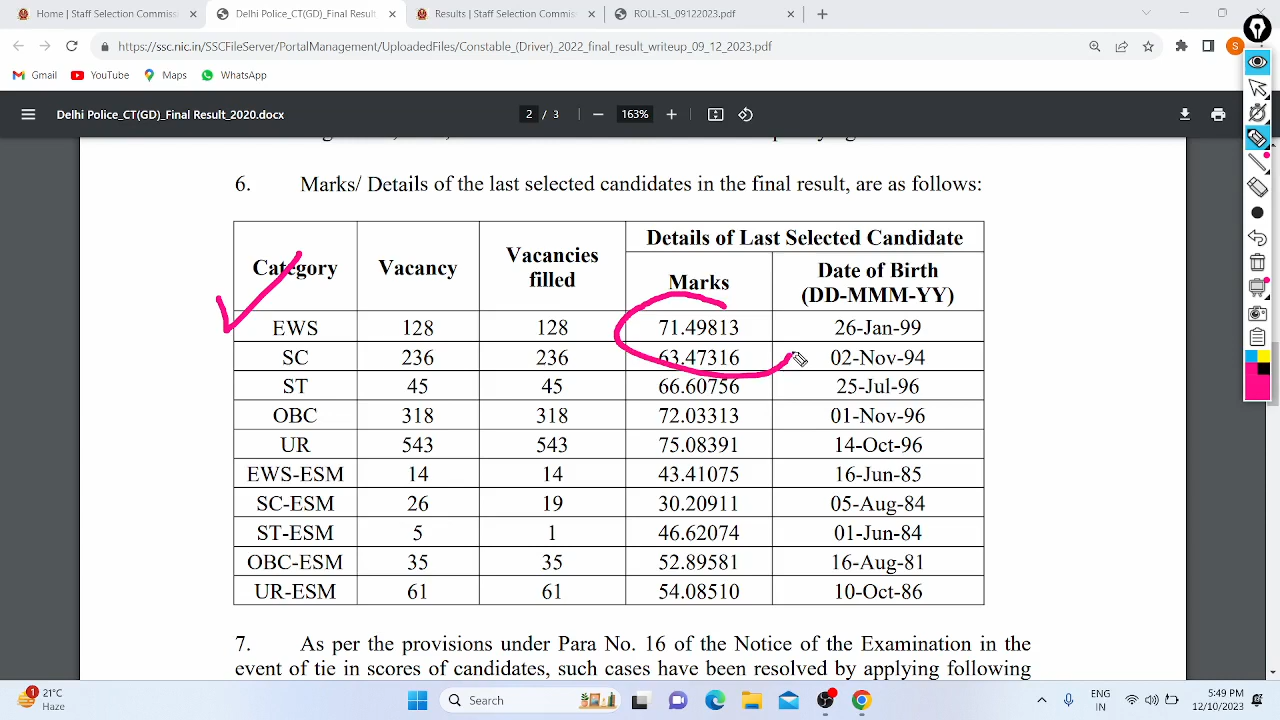 Home | Staff Selection Commission
Delhi Police_CT(GD)_Final Result
Results | Staff Selection Commiss
ROLL-SL_09122023.pdf
https://ssc.nic.in/SSCFileServer/PortalManagement/UploadedFiles/Constable_(Driver)_2022_final_result_writeup_09_12_2023.pdf
S
Gmail YouTube Maps WhatsApp
Delhi Police_CT(GD)_Final Result_2020.docx
2 / 3
163%
6. Marks/ Details of the last selected candidates in the final result, are as follows:
Category Vacancy Vacancies filled Details of Last Selected Candidate
Marks Date of Birth (DD-MMM-YY)
EWS 128 128 71.49813 26-Jan-99
SC 236 236 63.47316 02-Nov-94
ST 45 45 66.60756 25-Jul-96
OBC 318 318 72.03313 01-Nov-96
UR 543 543 75.08391 14-Oct-96
EWS-ESM 14 14 43.41075 16-Jun-85
SC-ESM 26 19 30.20911 05-Aug-84
ST-ESM 5 1 46.62074 01-Jun-84
OBC-ESM 35 35 52.89581 16-Aug-81
UR-ESM 61 61 54.08510 10-Oct-86
7. As per the provisions under Para No. 16 of the Notice of the Examination in the
event of tie in scores of candidates, such cases have been resolved by applying following
1
21°C
Haze
Search
ENG
IN
5:49 PM
12/10/2023